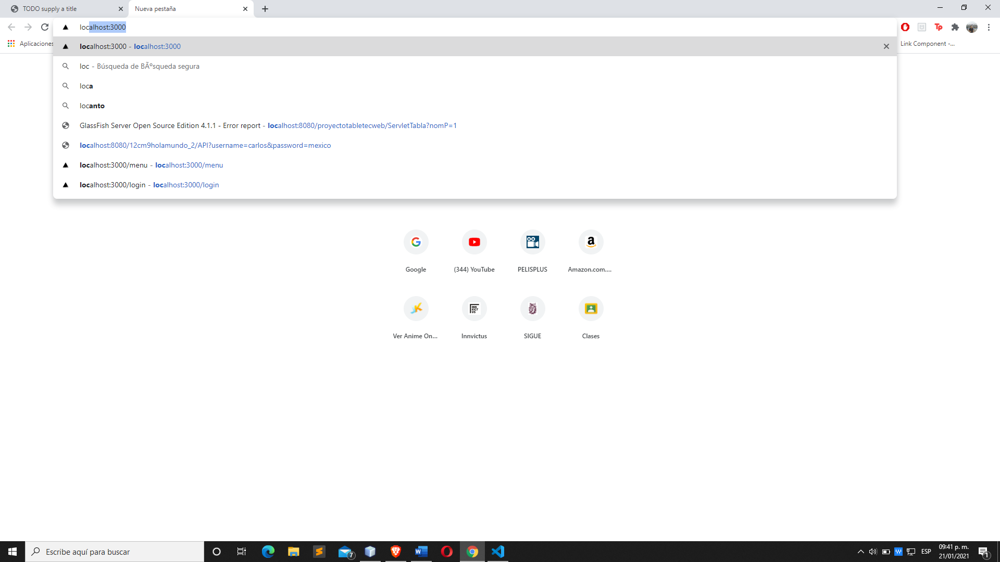 TODO supply a title
Nueva pestaña
localhost:3000
Aplicaciones
localhost:3000 - localhost:3000
Link Component -...
loc - Búsqueda de BÃºsqueda segura
loca
locanto
GlassFish Server Open Source Edition 4.1.1 - Error report - localhost:8080/proyectotabletecweb/ServletTabla?nomP=1
localhost:8080/12cm9holamundo_2/API?username=carlos&password=mexico
localhost:3000/menu - localhost:3000/menu
localhost:3000/login - localhost:3000/login
Google
(344) YouTube
PELISPLUS
Amazon.com....
INN
VICT
US
Ver Anime On...
Innvictus
SIGUE
Clases
Escribe aquí para buscar
7
ESP
09:41 p. m.
21/01/2021
1